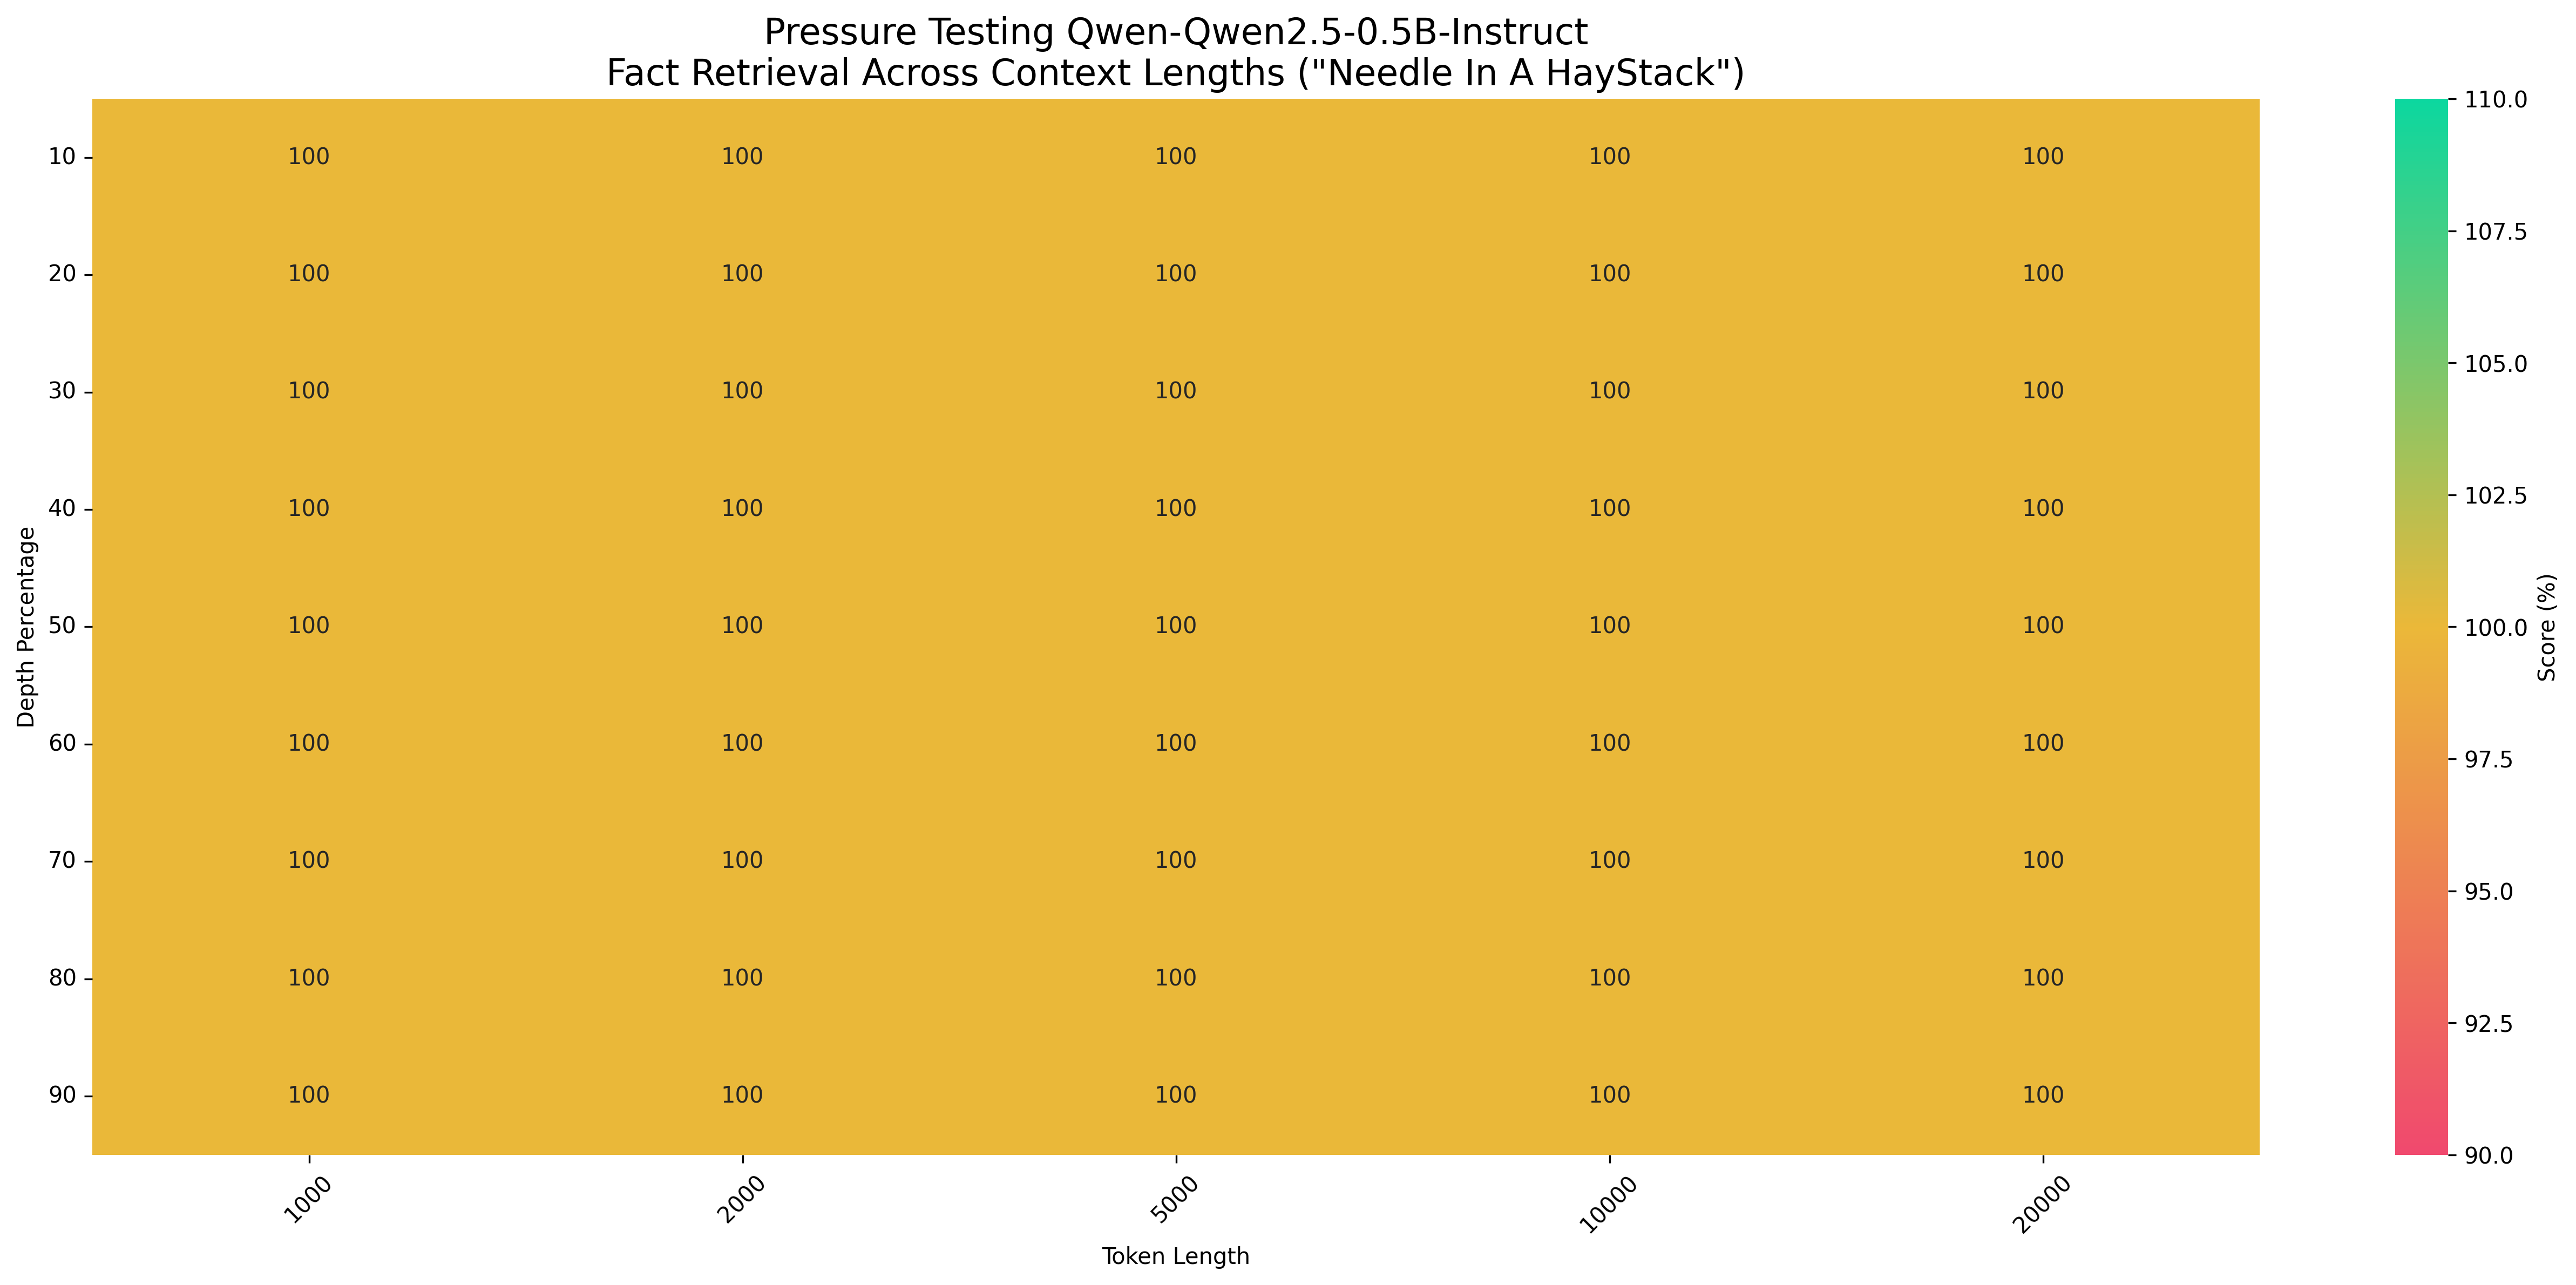 Pressure Testing Qwen-Qwen2.5-0.5B-Instruct
Fact Retrieval Across Context Lengths ("Needle In A HayStack")
Depth Percentage
10 100 100 100 100 100
20 100 100 100 100 100
30 100 100 100 100 100
40 100 100 100 100 100
50 100 100 100 100 100
60 100 100 100 100 100
70 100 100 100 100 100
80 100 100 100 100 100
90 100 100 100 100 100
1000 2000 5000 10000 20000
Token Length
110.0
107.5
105.0
102.5
100.0
97.5
95.0
92.5
90.0
Score (%)